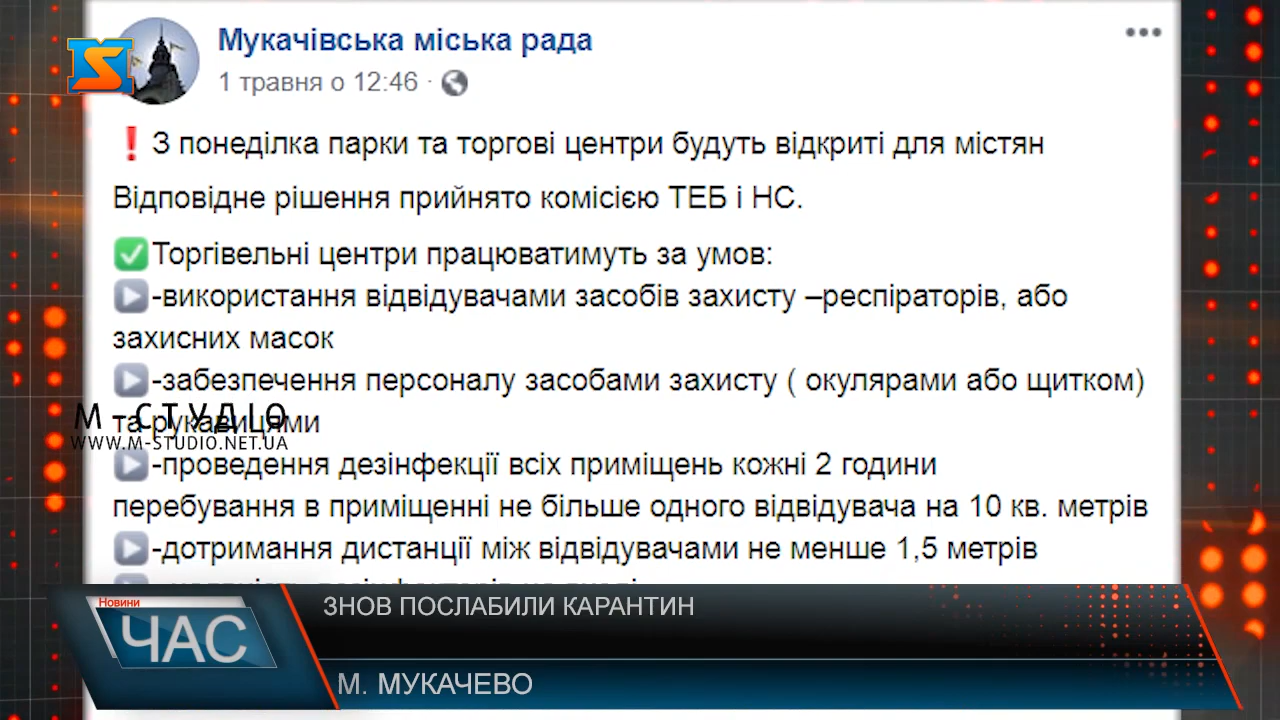 Мукачівська міська рада
1 травня о 12:46 ·
❗ З понеділка парки та торгові центри будуть відкриті для містян
Відповідне рішення прийнято комісією ТЕБ і НС.
✅Торгівельні центри працюватимуть за умов:
▶-використання відвідувачами засобів захисту –респіраторів, або
захисних масок
▶-забезпечення персоналу засобами захисту ( окулярами або щитком)
та рукавицями
М-СТУДІО
WWW.M-STUDIO.NET.UA
▶-проведення дезінфекції всіх приміщень кожні 2 години
перебування в приміщенні не більше одного відвідувача на 10 кв. метрів
▶-дотримання дистанції між відвідувачами не менше 1,5 метрів
Новини
ЧАС
ЗНОВ ПОСЛАБИЛИ КАРАНТИН
М. МУКАЧЕВО